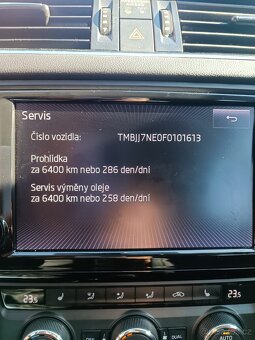 Servis
Číslo vozidla: TMBJJ7NE0F0101613
Prohlídka
za 6400 km nebo 286 den/dní
Servis výměny oleje
za 6400 km nebo 258 den/dní
23.5 23.5
DUAL AUTO